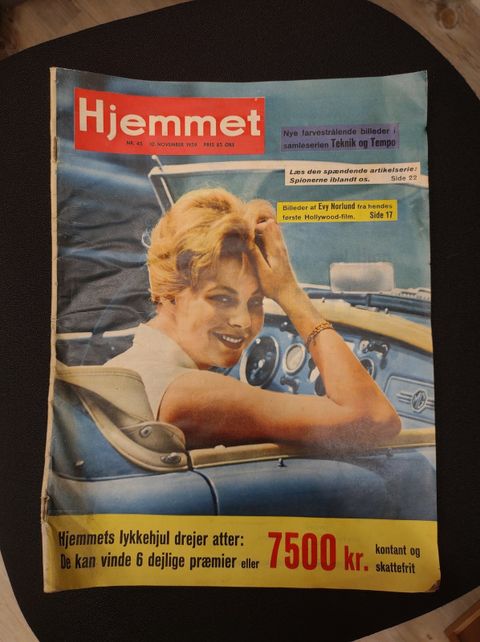 Hjemmet
NR. 45 10. NOVEMBER 1959 PRIS 85 ØRE
Nye farvestrålende billeder i
samleserien Teknik og Tempo
Læs den spændende artikelserie:
Spionerne iblandt os. Side 22
Billeder af Evy Norlund fra hendes
første Hollywood-film. Side 17
MG
Hjemmets lykkehjul drejer atter:
De kan vinde 6 dejlige præmier eller
7500 kr.
kontant og
skattefrit